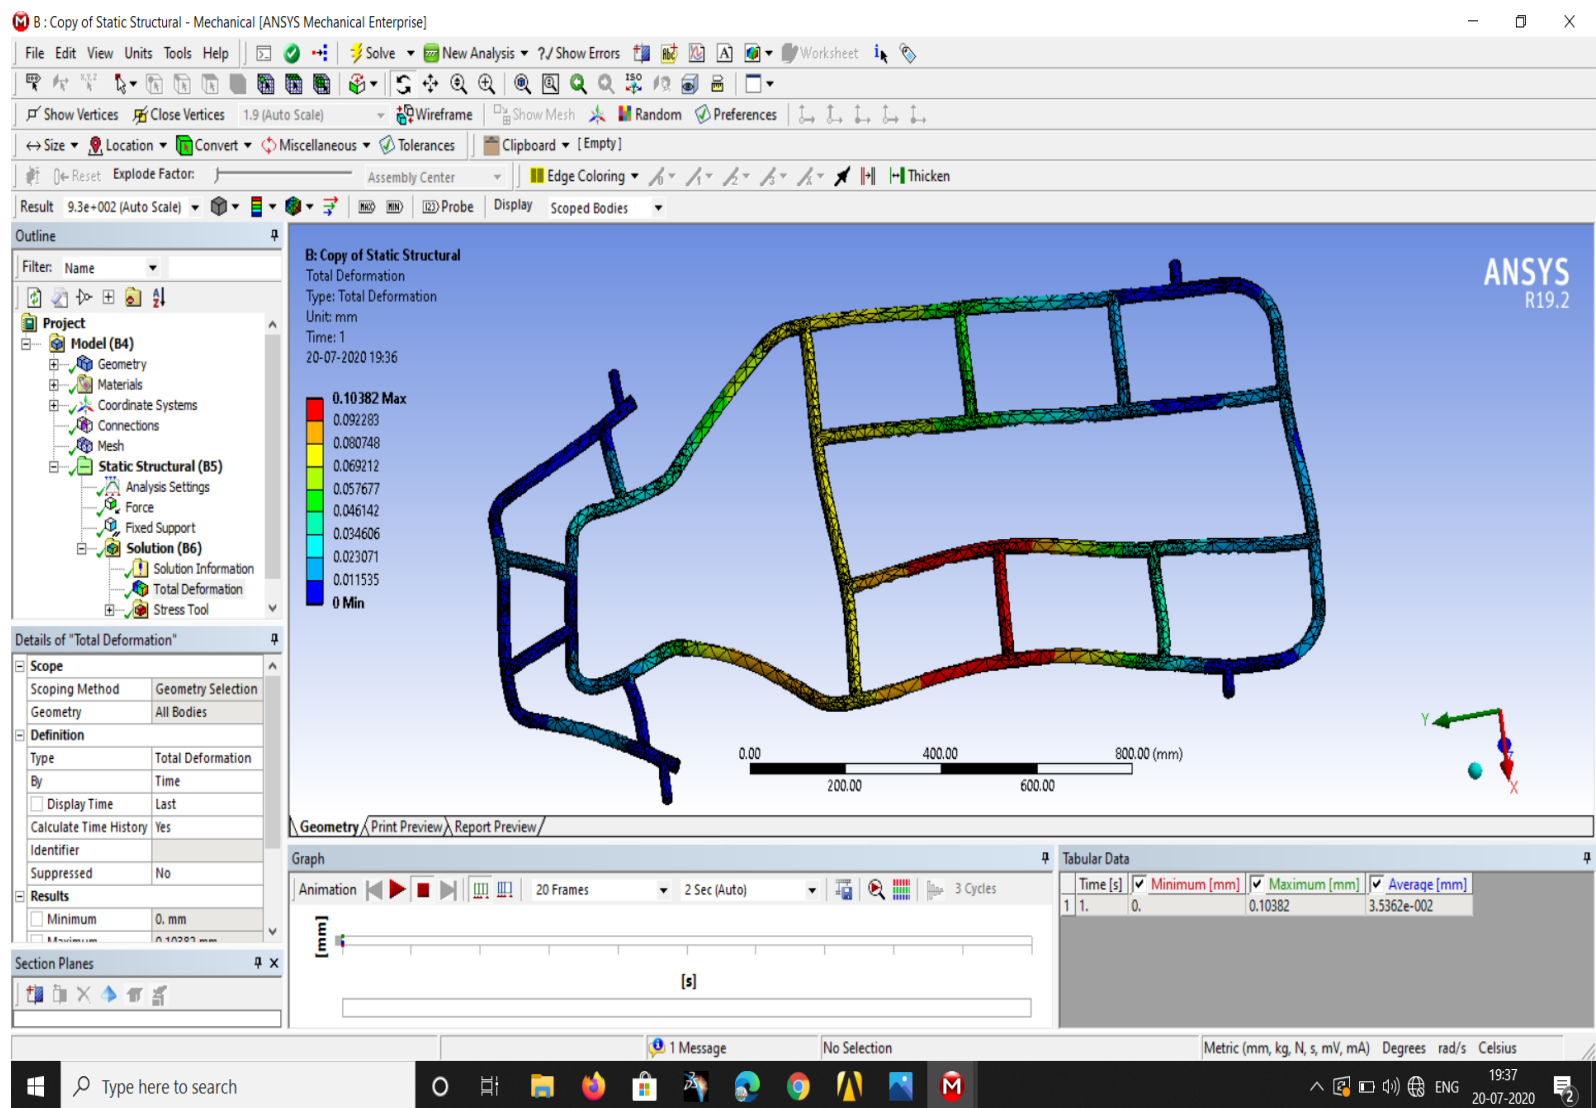 B : Copy of Static Structural - Mechanical [ANSYS Mechanical Enterprise]
File Edit View Units Tools Help Solve New Analysis ?/ Show Errors Worksheet
Show Vertices Close Vertices 1.9 (Auto Scale) Wireframe Show Mesh Random Preferences
Size Location Convert Miscellaneous Tolerances Clipboard [Empty]
Reset Explode Factor: Assembly Center Edge Coloring Thicken
Result 9.3e+002 (Auto Scale) MAX MIN Probe Display Scoped Bodies
Outline
Filter: Name
Project
Model (B4)
Geometry
Materials
Coordinate Systems
Connections
Mesh
Static Structural (B5)
Analysis Settings
Force
Fixed Support
Solution (B6)
Solution Information
Total Deformation
Stress Tool
Details of "Total Deformation"
Scope
Scoping Method Geometry Selection
Geometry All Bodies
Definition
Type Total Deformation
By Time
Display Time Last
Calculate Time History Yes
Identifier
Suppressed No
Results
Minimum 0. mm
Maximum 0.10382 mm
Section Planes
B: Copy of Static Structural
Total Deformation
Type: Total Deformation
Unit: mm
Time: 1
20-07-2020 19:36
0.10382 Max
0.092283
0.080748
0.069212
0.057677
0.046142
0.034606
0.023071
0.011535
0 Min
ANSYS
R19.2
0.00 400.00 800.00 (mm)
200.00 600.00
Y
Z
X
Geometry Print Preview Report Preview
Graph
Animation 20 Frames 2 Sec (Auto) 3 Cycles
[mm]
[s]
Tabular Data
Time [s] Minimum [mm] Maximum [mm] Average [mm]
1 1. 0. 0.10382 3.5362e-002
1 Message No Selection Metric (mm, kg, N, s, mV, mA) Degrees rad/s Celsius
Type here to search
ENG
19:37
20-07-2020
2